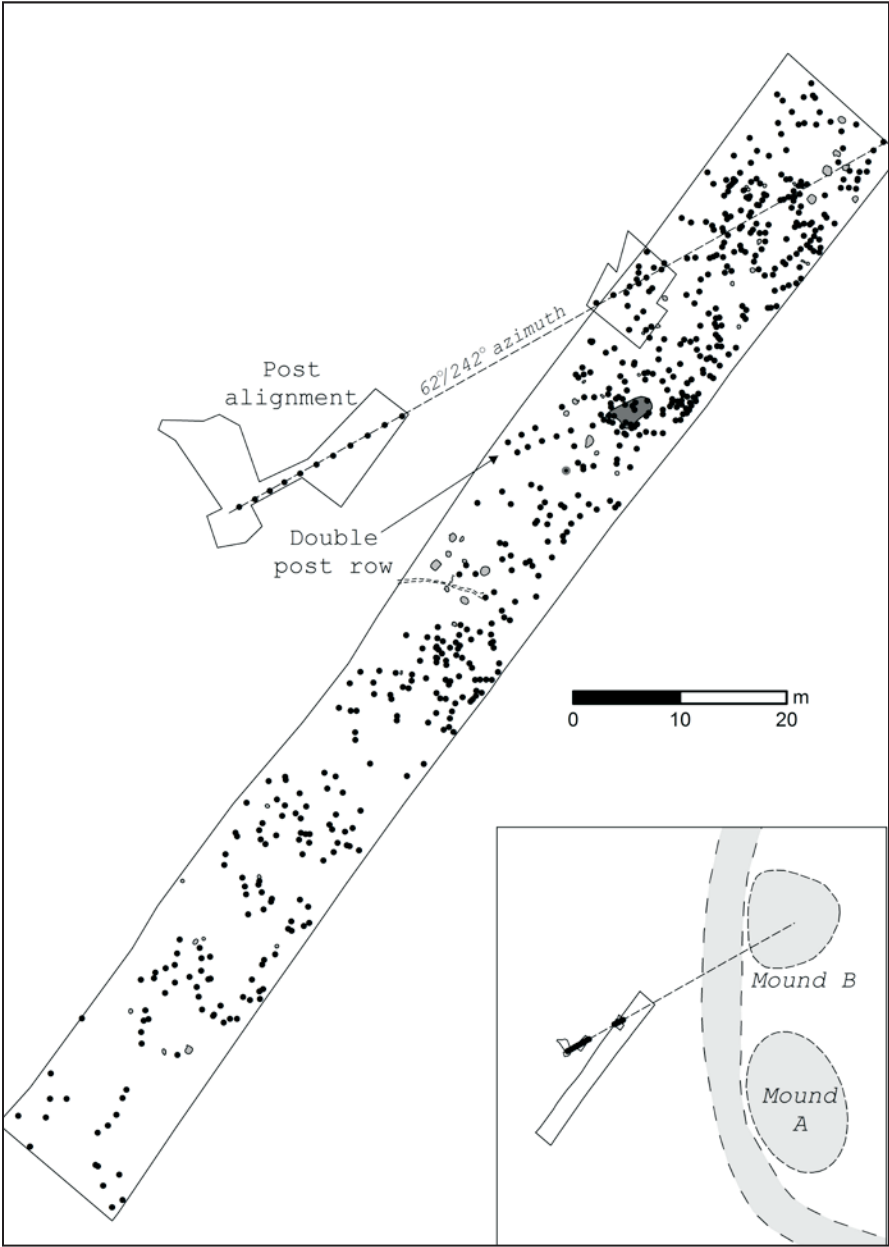 62°/242° azimuth
Post
alignment
Double
post row
m
0 10 20
Mound B
Mound
A